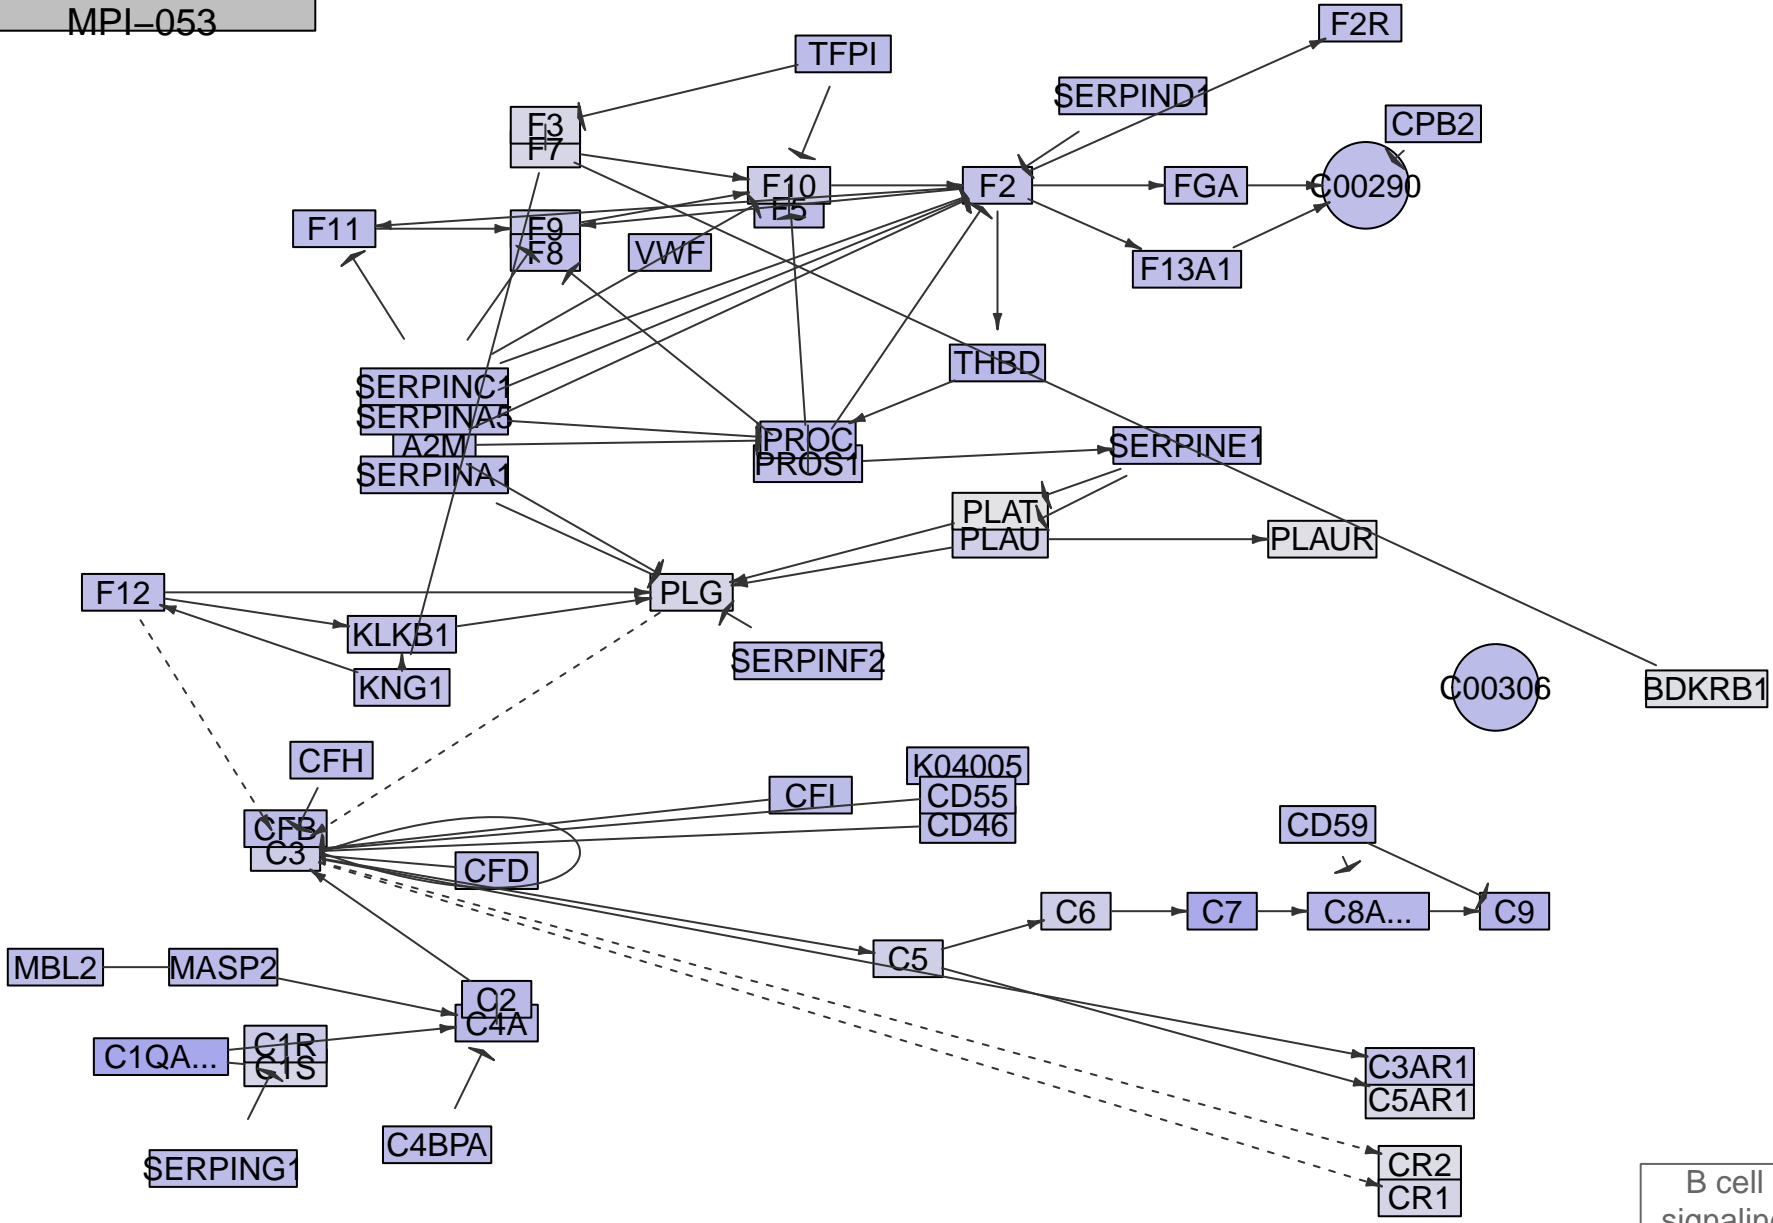 MPI–053
F2R
TFPI
SERPIND1
CPB2
F3
F7
F10
F5
F2
FGA
C00290
F11
F9
F8
VWF
F13A1
THBD
SERPINC1
SERPINA5
A2M
SERPINA1
PROC
PROS1
SERPINE1
PLAT
PLAU
PLAUR
F12
PLG
KLKB1
KNG1
SERPINF2
C00306
BDKRB1
CFH
K04005
CFI
CD55
CD46
CFB
C3
CD59
CFD
C6
C7
C8A...
C9
C5
MBL2
MASP2
C2
C4A
C1QA...
C1R
C1S
C3AR1
C5AR1
C4BPA
SERPING1
CR2
CR1
B cell
signaling